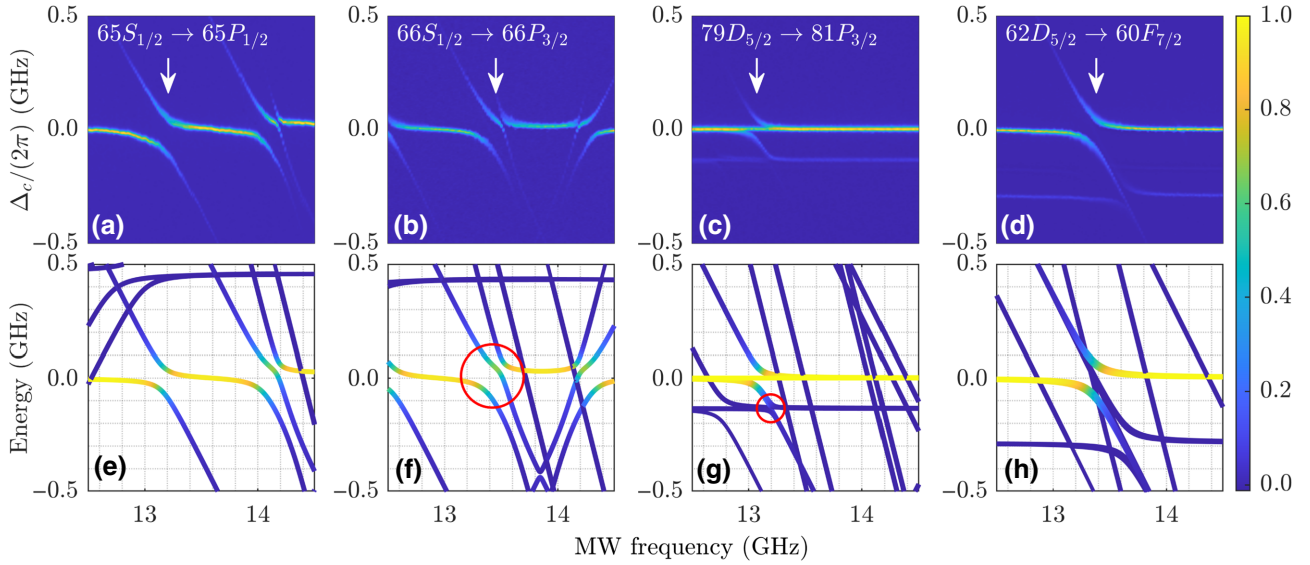 65S1/2 → 65P1/2
66S1/2 → 66P3/2
79D5/2 → 81P3/2
62D5/2 → 60F7/2
Δc/(2π) (GHz)
0.5
0.0
−0.5
(a)
0.5
0.0
−0.5
(b)
0.5
0.0
−0.5
(c)
0.5
0.0
−0.5
(d)
1.0
0.8
0.6
0.4
0.2
0.0
Energy (GHz)
0.5
0.0
−0.5
(e)
13
14
0.5
0.0
−0.5
(f)
13
14
0.5
0.0
−0.5
(g)
13
14
0.5
0.0
−0.5
(h)
13
14
MW frequency (GHz)